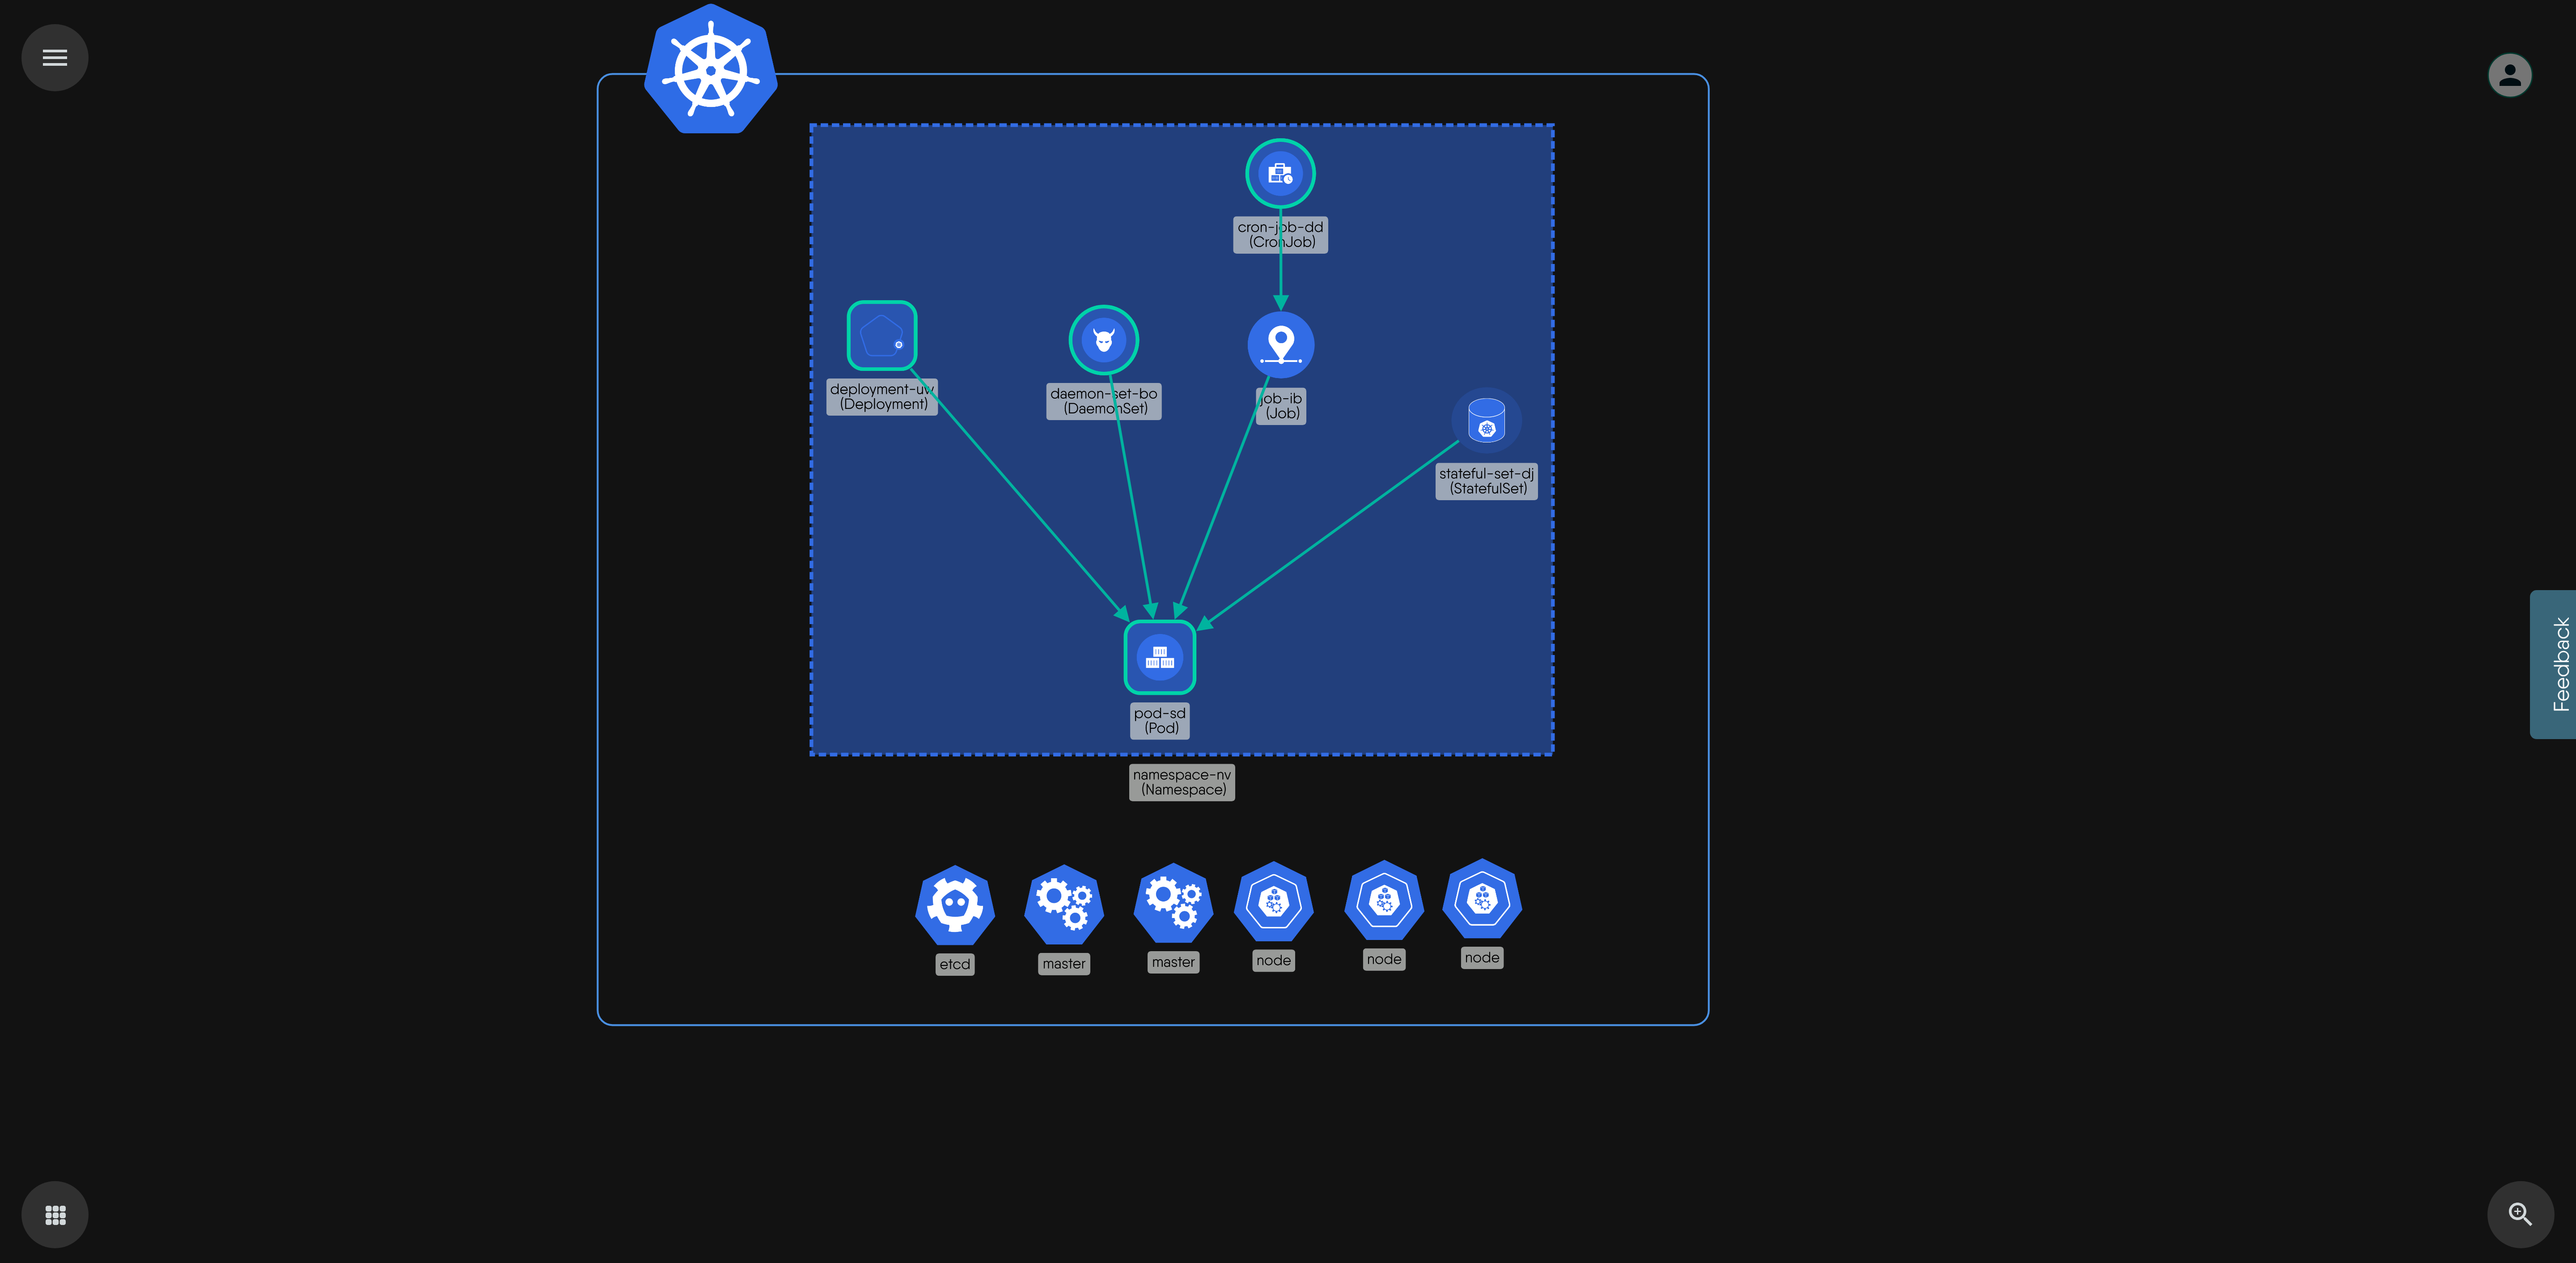 cron-job-dd
(CronJob)
deployment-uv
(Deployment)
daemon-set-bo
(DaemonSet)
job-ib
(Job)
stateful-set-dj
(StatefulSet)
pod-sd
(Pod)
namespace-nv
(Namespace)
etcd
master
master
node
node
node
Feedback